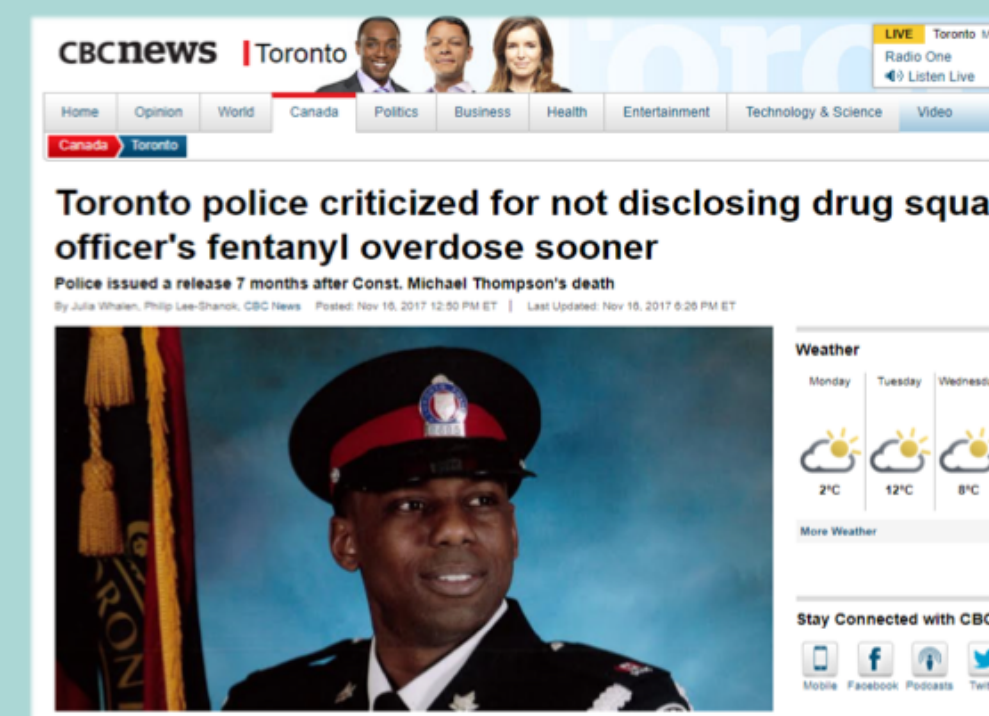 CBCnews | Toronto
LIVE Toronto
Radio One
Listen Live
Home Opinion World Canada Politics Business Health Entertainment Technology & Science Video
Canada Toronto
Toronto police criticized for not disclosing drug squa
officer's fentanyl overdose sooner
Police issued a release 7 months after Const. Michael Thompson's death
By Julia Whalen, Philip Lee-Shanok, CBC News Posted: Nov 16, 2017 12:50 PM ET | Last Updated: Nov 16, 2017 6:26 PM ET
Weather
Monday Tuesday Wednesda
2°C 12°C 8°C
More Weather
RON
Stay Connected with CBC
Mobile Facebook Podcasts Twit